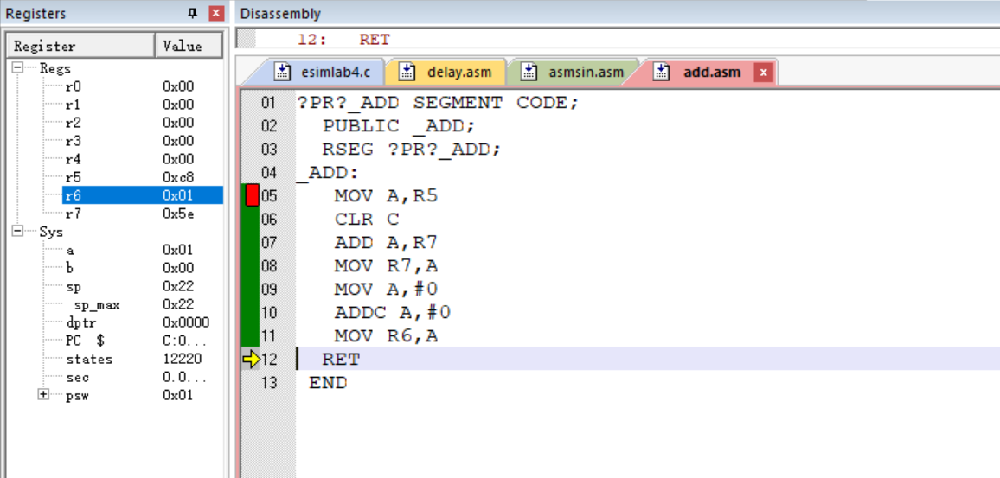 Registers
Register Value
Regs
r0 0x00
r1 0x00
r2 0x00
r3 0x00
r4 0x00
r5 0xc8
r6 0x01
r7 0x5e
Sys
a 0x01
b 0x00
sp 0x22
sp_max 0x22
dptr 0x0000
PC $ C:0...
states 12220
sec 0.0...
psw 0x01
Disassembly
12: RET
esimlab4.c delay.asm asmsin.asm add.asm
01 ?PR?_ADD SEGMENT CODE;
02 PUBLIC _ADD;
03 RSEG ?PR?_ADD;
04 _ADD:
05 MOV A,R5
06 CLR C
07 ADD A,R7
08 MOV R7,A
09 MOV A,#0
10 ADDC A,#0
11 MOV R6,A
12 RET
13 END